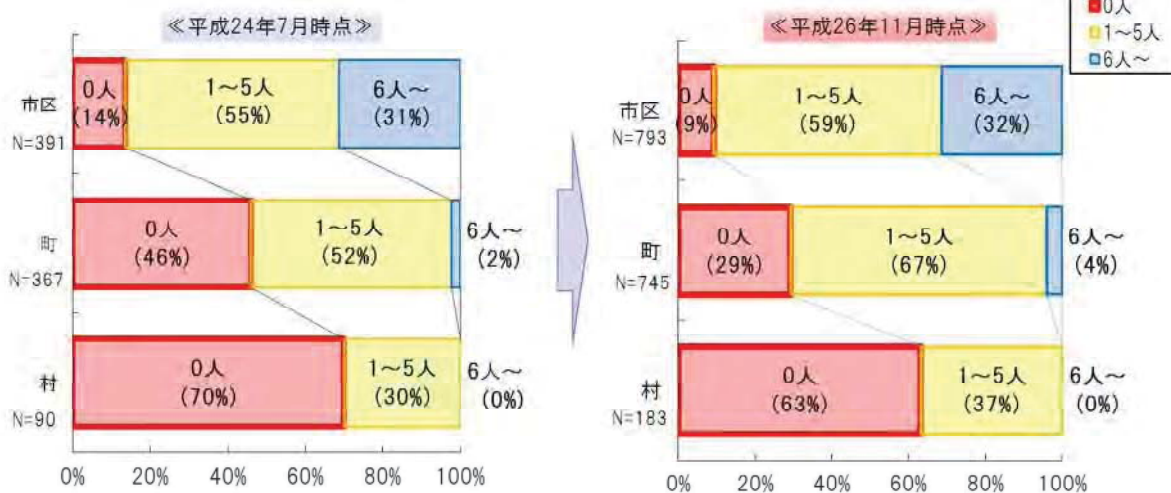 ≪平成24年7月時点≫
市区
N=391
0人
(14%)
1～5人
(55%)
6人～
(31%)
町
N=367
0人
(46%)
1～5人
(52%)
6人～
(2%)
村
N=90
0人
(70%)
1～5人
(30%)
6人～
(0%)
0% 20% 40% 60% 80% 100%
≪平成26年11月時点≫
0人
1～5人
6人～
市区
N=793
0人
(9%)
1～5人
(59%)
6人～
(32%)
町
N=745
0人
(29%)
1～5人
(67%)
6人～
(4%)
村
N=183
0人
(63%)
1～5人
(37%)
6人～
(0%)
0% 20% 40% 60% 80% 100%